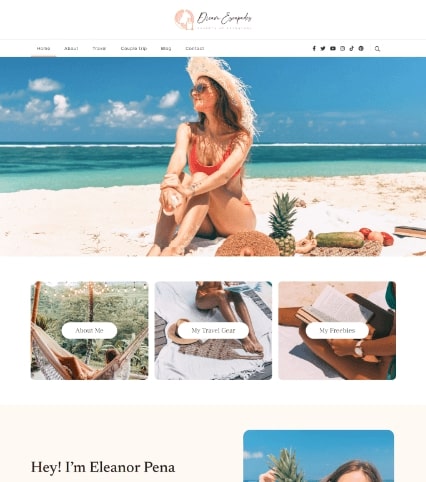 Dream Escapades
Home About Travel Couple Trip Blog Contact
About Me My Travel Gear My Freebies
Hey! I'm Eleanor Pena